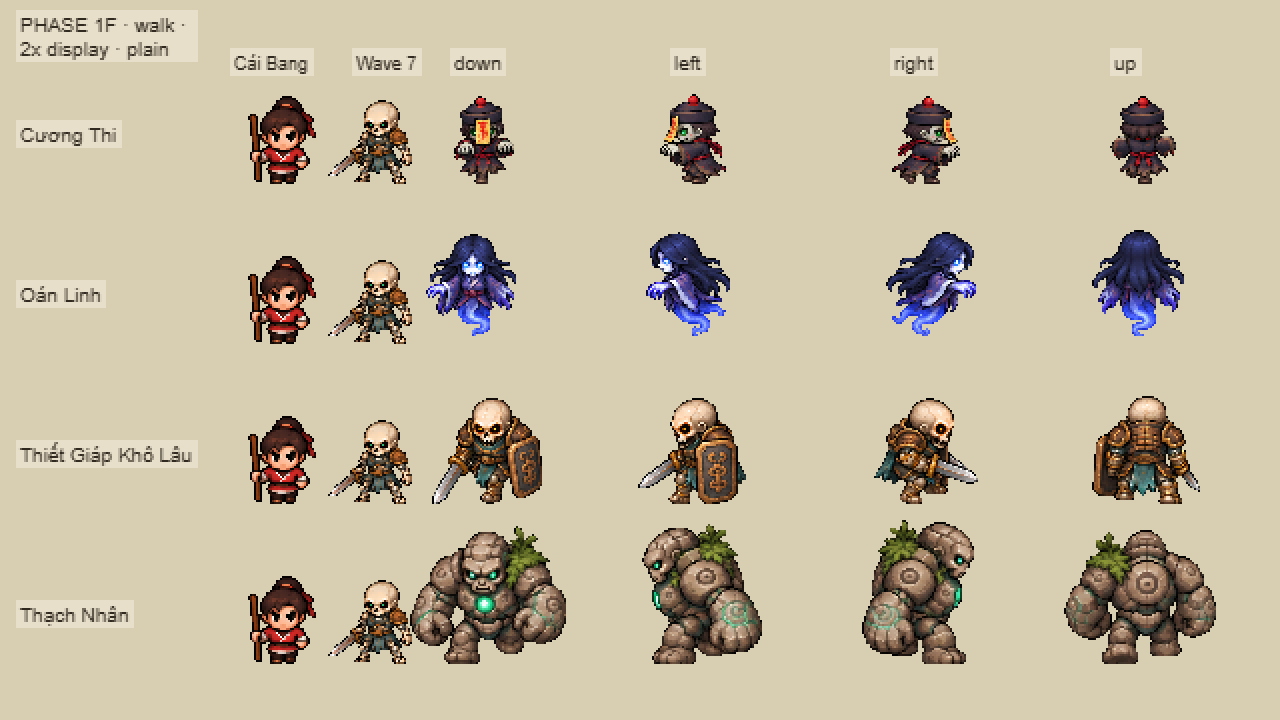 PHASE 1F · walk ·
2x display · plain
Cái Bang
Wave 7
down
left
right
up
Cương Thi
Oán Linh
Thiết Giáp Khô Lâu
Thạch Nhân